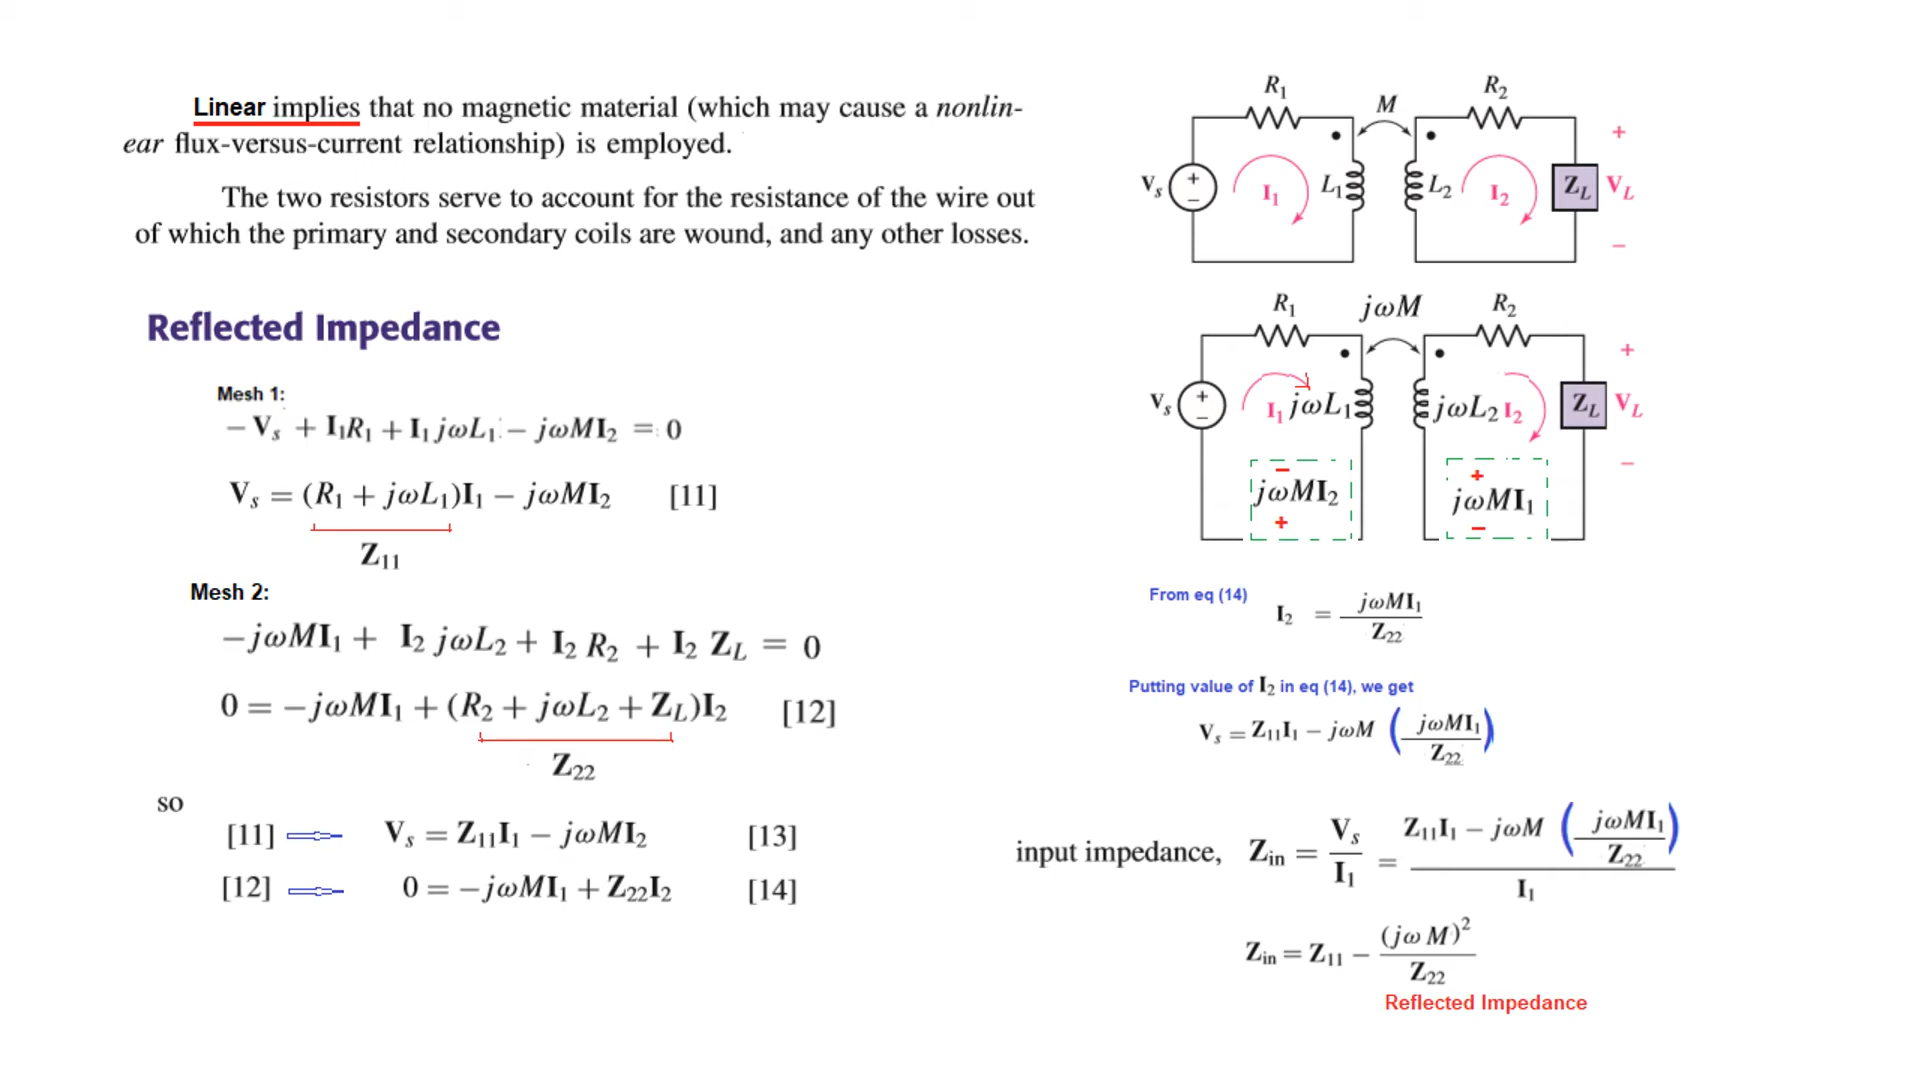 Linear implies that no magnetic material (which may cause a nonlin-
ear flux-versus-current relationship) is employed.
The two resistors serve to account for the resistance of the wire out
of which the primary and secondary coils are wound, and any other losses.
Reflected Impedance
Mesh 1:
− Vs + I1R1 + I1 jωL1 − jωMI2 = 0
Vs = (R1 + jωL1)I1 − jωMI2 [11]
Z11
Mesh 2:
−jωMI1 + I2 jωL2 + I2 R2 + I2 ZL = 0
0 = −jωMI1 + (R2 + jωL2 + ZL)I2 [12]
Z22
so
[11] Vs = Z11I1 − jωMI2 [13]
[12] 0 = −jωMI1 + Z22I2 [14]
R1 M R2
+
Vs + − I1 L1 L2 I2 ZL VL
−
R1 jωM R2
+
Vs + − I1 jωL1 jωL2 I2 ZL VL
−
− +
jωMI2 jωMI1
+ −
From eq (14) I2 = jωMI1 / Z22
Putting value of I2 in eq (14), we get
Vs = Z11I1 − jωM ( jωMI1 / Z22 )
input impedance, Zin = Vs / I1 = Z11I1 − jωM ( jωMI1 / Z22 ) / I1
Zin = Z11 − (jω M)² / Z22
Reflected Impedance